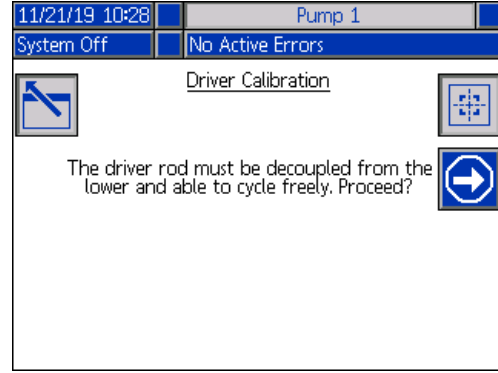 11/21/19 10:28 Pump 1
System Off No Active Errors
Driver Calibration
The driver rod must be decoupled from the
lower and able to cycle freely. Proceed?